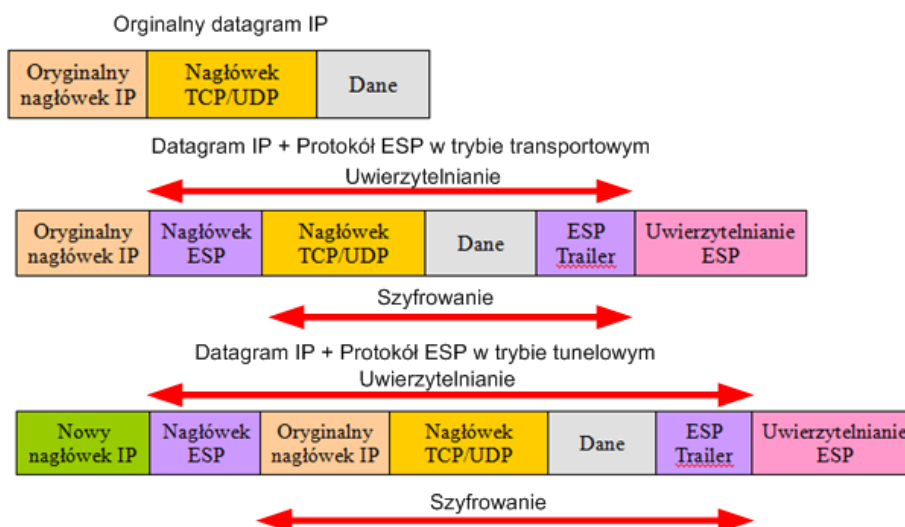 Orginalny datagram IP
Oryginalny nagłówek IP
Nagłówek TCP/UDP
Dane
Datagram IP + Protokół ESP w trybie transportowym
Uwierzytelnianie
Oryginalny nagłówek IP
Nagłówek ESP
Nagłówek TCP/UDP
Dane
ESP Trailer
Uwierzytelnianie ESP
Szyfrowanie
Datagram IP + Protokół ESP w trybie tunelowym
Uwierzytelnianie
Nowy nagłówek IP
Nagłówek ESP
Oryginalny nagłówek IP
Nagłówek TCP/UDP
Dane
ESP Trailer
Uwierzytelnianie ESP
Szyfrowanie